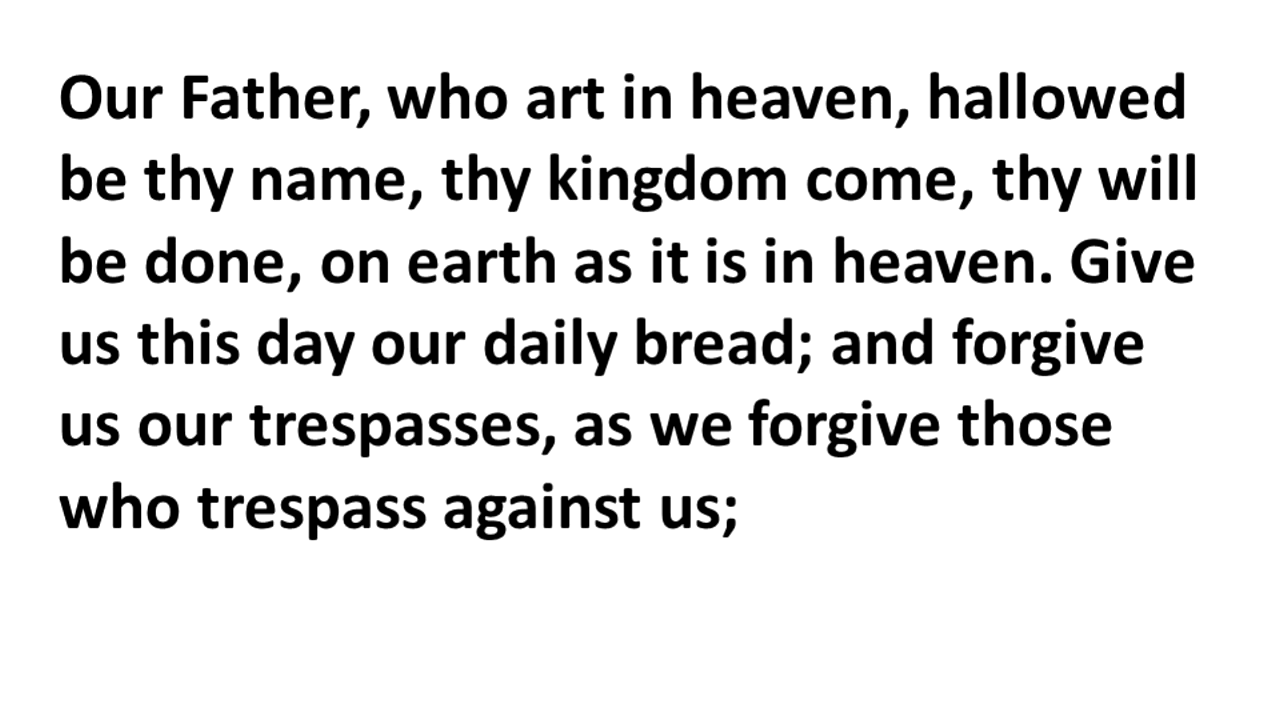 Our Father, who art in heaven, hallowed
be thy name, thy kingdom come, thy will
be done, on earth as it is in heaven. Give
us this day our daily bread; and forgive
us our trespasses, as we forgive those
who trespass against us;